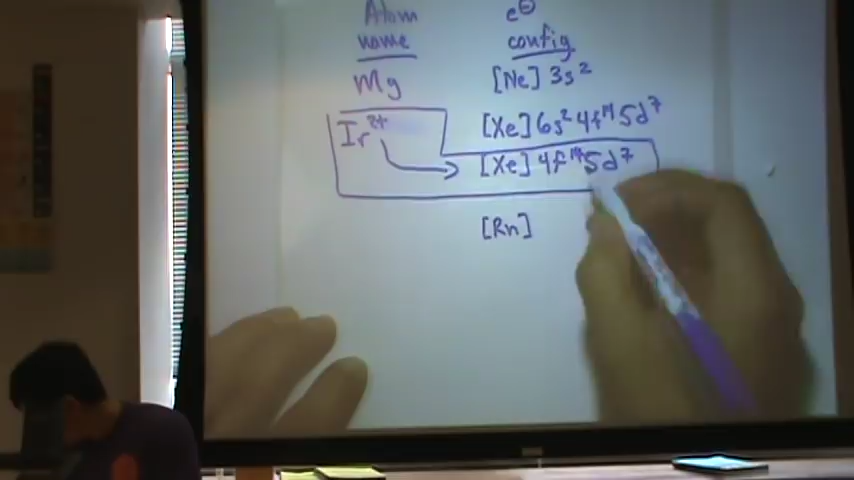 Atom e⊖
name config
Mg [Ne] 3s²
[Xe] 6s² 4f¹⁴ 5d⁷
Ir²⁺ [Xe] 4f¹⁴ 5d⁷
[Rn]